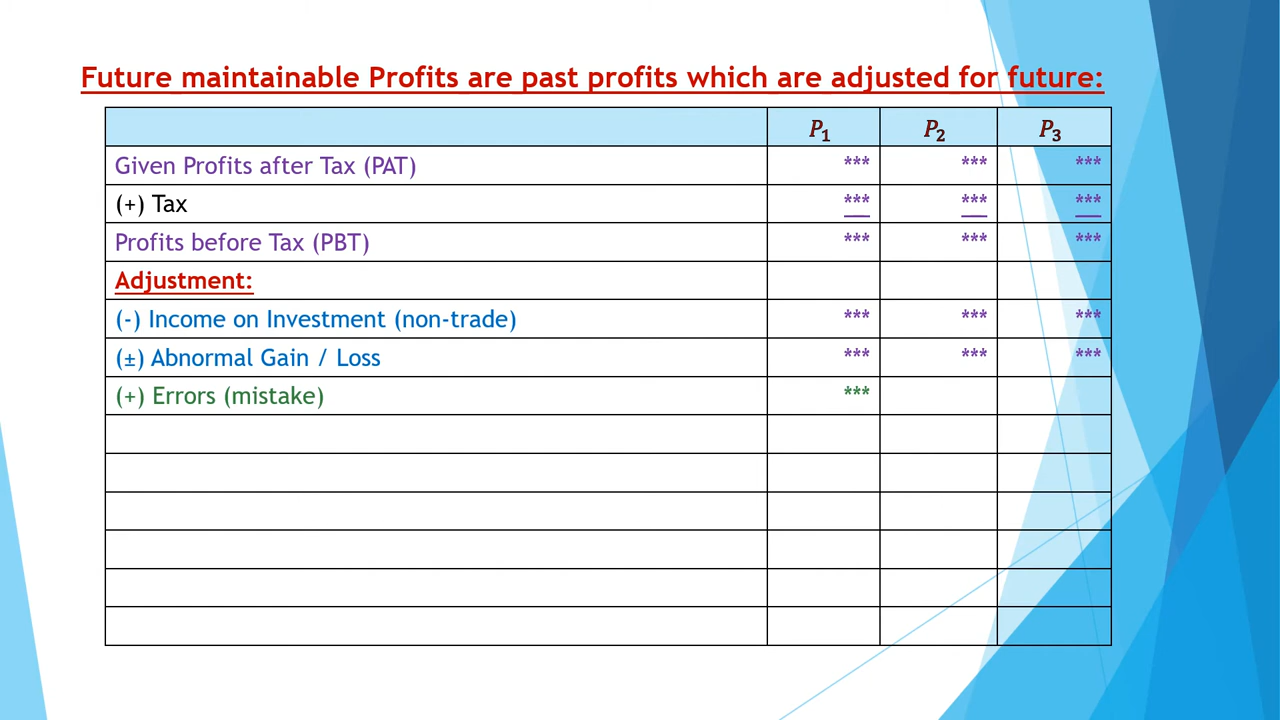 Future maintainable Profits are past profits which are adjusted for future:
P₁ P₂ P₃
Given Profits after Tax (PAT) *** *** ***
(+) Tax *** *** ***
Profits before Tax (PBT) *** *** ***
Adjustment:
(-) Income on Investment (non-trade) *** *** ***
(±) Abnormal Gain / Loss *** *** ***
(+) Errors (mistake) ***